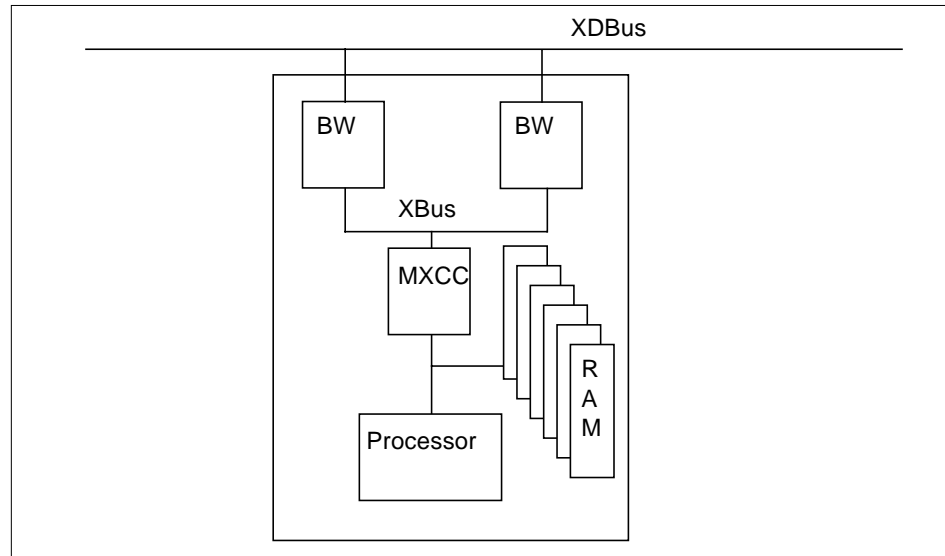 XDBus
BW
BW
XBus
MXCC
Processor
R
A
M